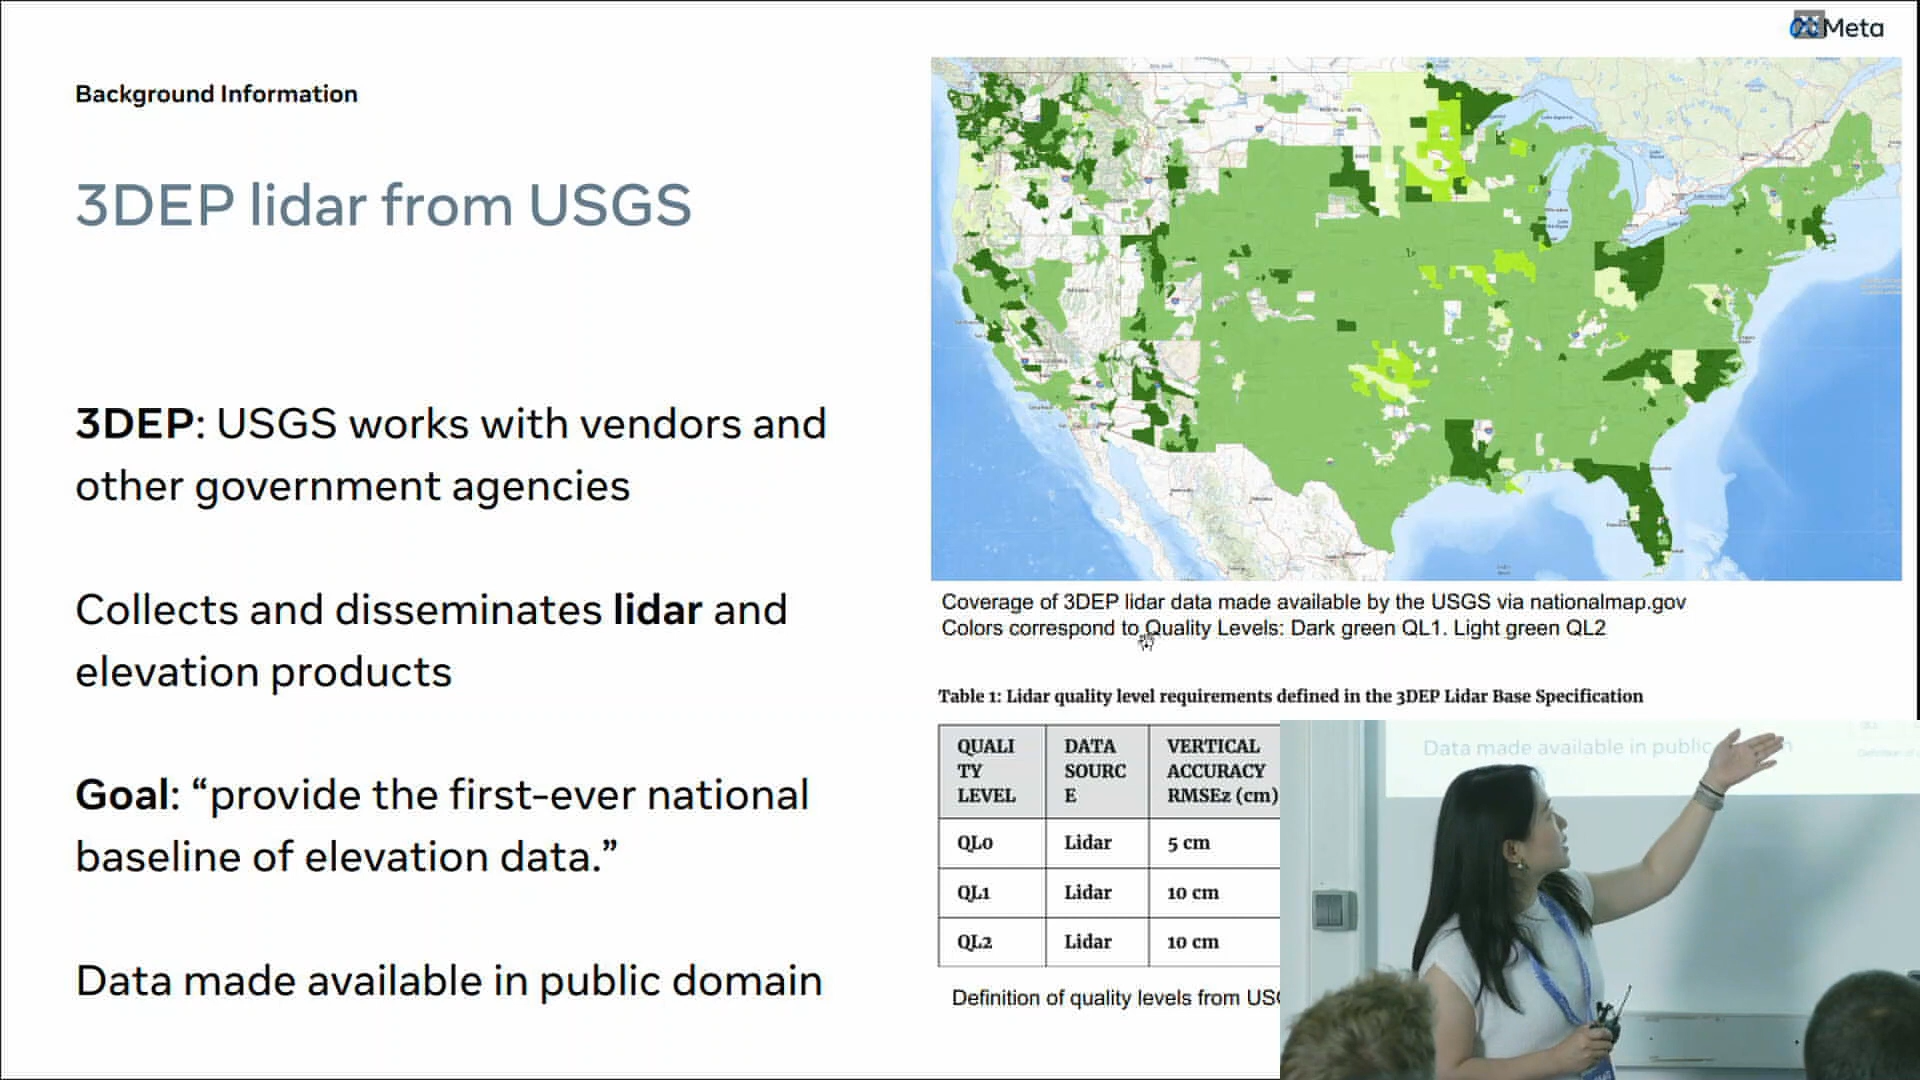 Meta
Background Information
3DEP lidar from USGS
3DEP: USGS works with vendors and
other government agencies
Collects and disseminates lidar and
elevation products
Goal: “provide the first-ever national
baseline of elevation data.”
Data made available in public domain
Coverage of 3DEP lidar data made available by the USGS via nationalmap.gov
Colors correspond to Quality Levels: Dark green QL1. Light green QL2
Table 1: Lidar quality level requirements defined in the 3DEP Lidar Base Specification
QUALI
TY
LEVEL
DATA
SOURC
E
VERTICAL
ACCURACY
RMSEz (cm)
QL0 Lidar 5 cm
QL1 Lidar 10 cm
QL2 Lidar 10 cm
Definition of quality levels from
Data made available in public